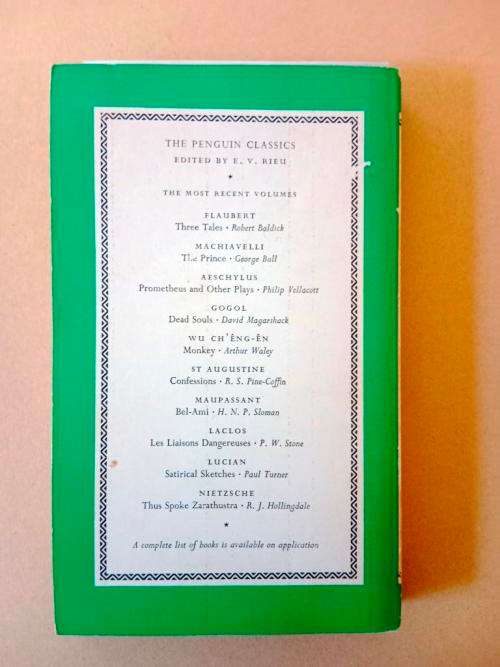 THE PENGUIN CLASSICS
EDITED BY E. V. RIEU
★
THE MOST RECENT VOLUMES
FLAUBERT
Three Tales · Robert Baldick
MACHIAVELLI
The Prince · George Bull
AESCHYLUS
Prometheus and Other Plays · Philip Vellacott
GOGOL
Dead Souls · David Magarshack
WU CH'ÊNG-ÊN
Monkey · Arthur Waley
ST AUGUSTINE
Confessions · R. S. Pine-Coffin
MAUPASSANT
Bel-Ami · H. N. P. Sloman
LACLOS
Les Liaisons Dangereuses · P. W. Stone
LUCIAN
Satirical Sketches · Paul Turner
NIETZSCHE
Thus Spoke Zarathustra · R. J. Hollingdale
★
A complete list of books is available on application